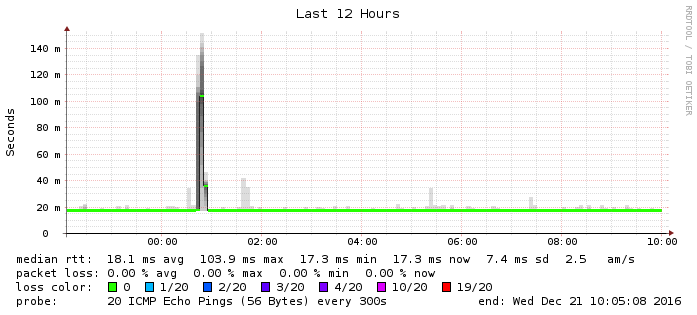 Last 12 Hours
RRDTOOL / TOBI OETIKER
Seconds
140 m
120 m
100 m
80 m
60 m
40 m
20 m
0
00:00 02:00 04:00 06:00 08:00 10:00
median rtt: 18.1 ms avg 103.9 ms max 17.3 ms min 17.3 ms now 7.4 ms sd 2.5 am/s
packet loss: 0.00 % avg 0.00 % max 0.00 % min 0.00 % now
loss color: 0 1/20 2/20 3/20 4/20 10/20 19/20
probe: 20 ICMP Echo Pings (56 Bytes) every 300s end: Wed Dec 21 10:05:08 2016